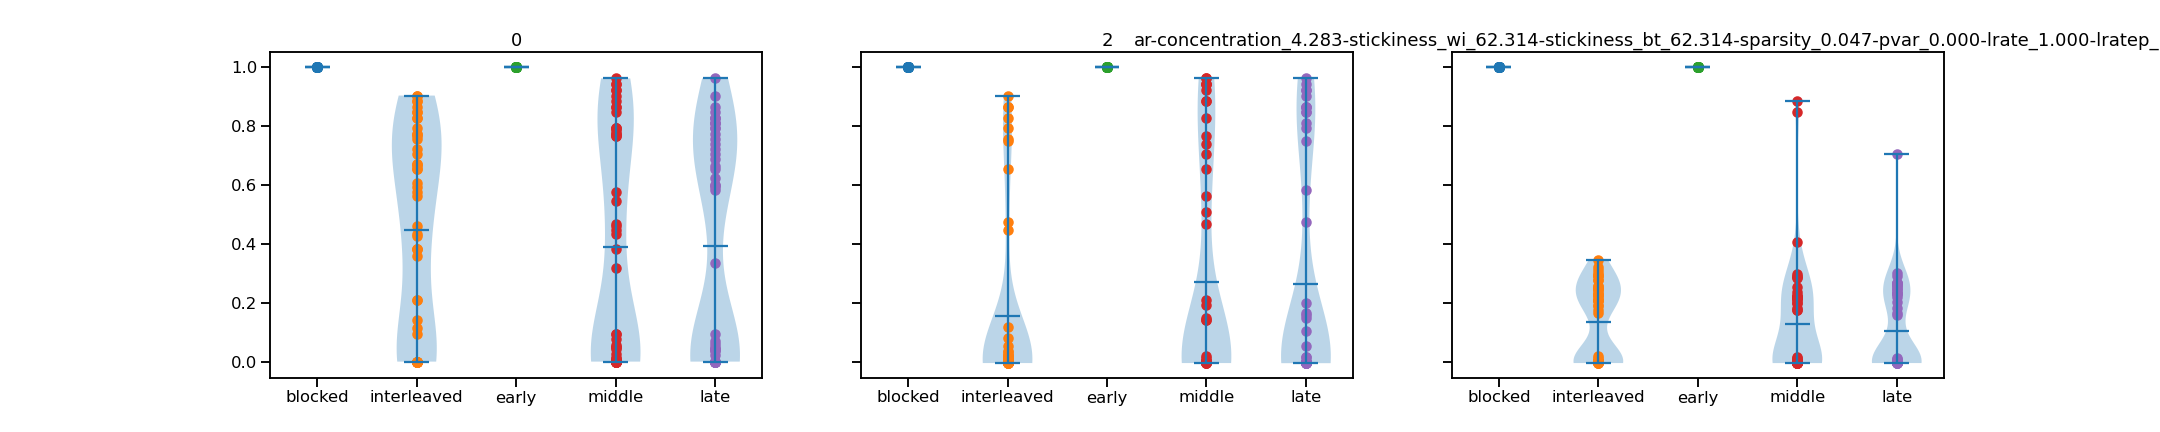 0
2 ar-concentration_4.283-stickiness_wi_62.314-stickiness_bt_62.314-sparsity_0.047-pvar_0.000-lrate_1.000-lratep_
1.0
0.8
0.6
0.4
0.2
0.0
blocked interleaved early middle late
blocked interleaved early middle late
blocked interleaved early middle late